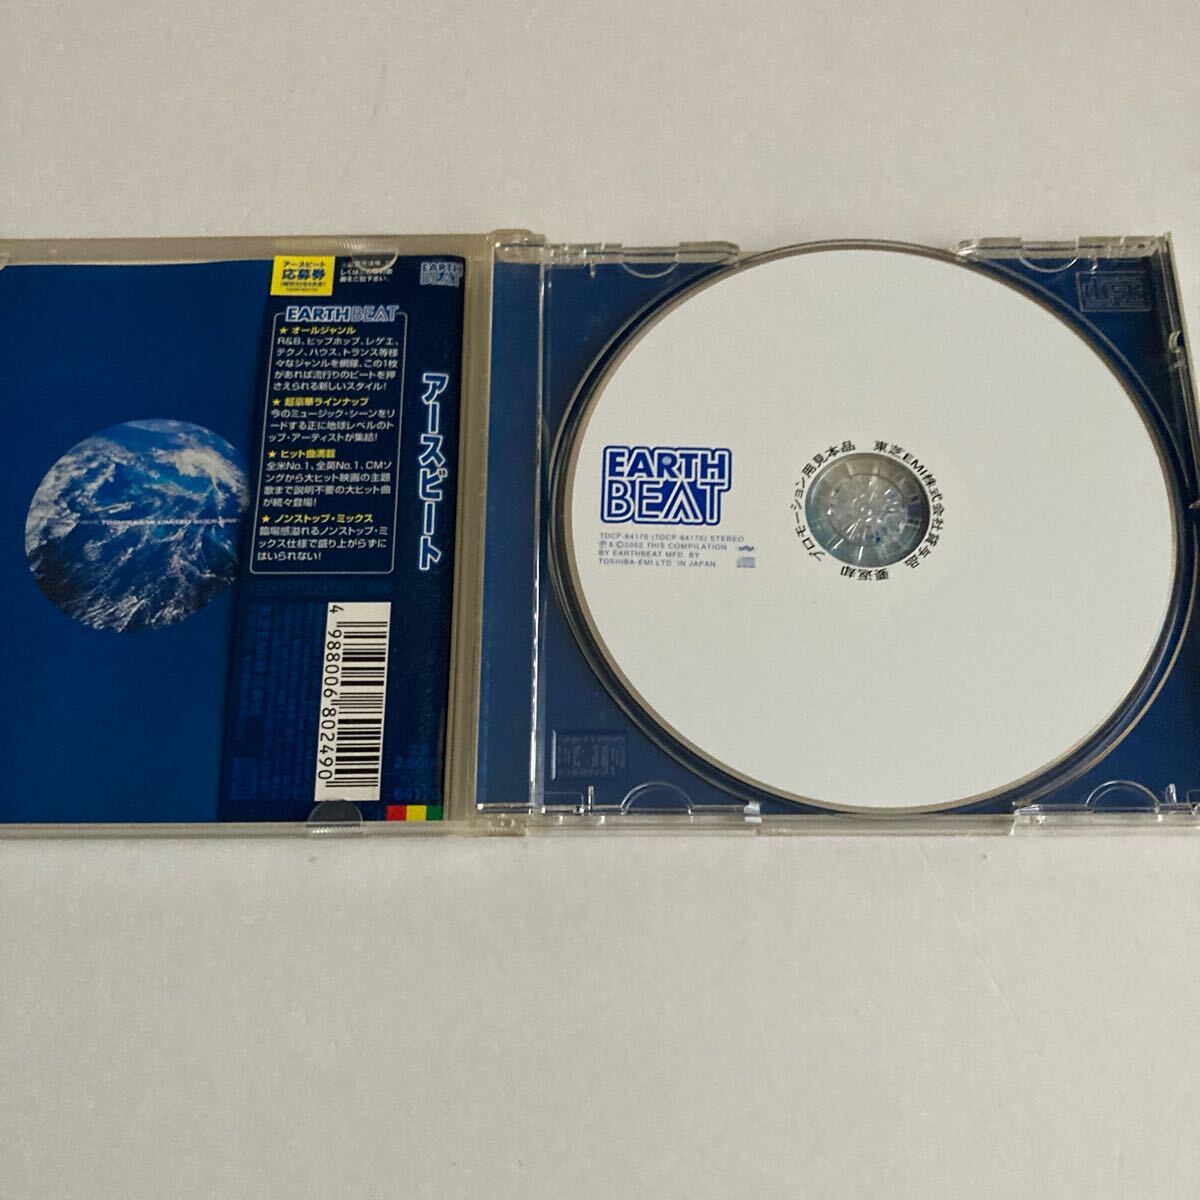 アースビート
応募券
EARTH
BEAT
EARTHBEAT
★ オールジャンル
R&B、ヒップホップ、レゲエ、
テクノ、ハウス、トランス等様
々なジャンルを網羅、この1枚
があれば流行りのビートを押
さえられる新しいスタイル!
★ 超豪華ラインナップ
今のミュージック・シーンをリ
ードする正に地球レベルのト
ップ・アーティストが集結!
★ ヒット曲満載
全米No.1、全英No.1、CMソ
ングから大ヒット映画の主題
歌まで説明不要の大ヒット曲
が続々登場!
★ ノンストップ・ミックス
臨場感溢れるノンストップ・ミ
ックス仕様で盛り上がらずに
はいられない!
アースビート
4988006802490
EARTH
BEAT
TOCP-64170 (TOCP-64170) STEREO
Ⓟ & ©2002 THIS COMPILATION
BY EARTHBEAT. MFD. BY
TOSHIBA-EMI LTD. IN JAPAN.
プロモーション用見本品
東芝EMI株式会社貸与品
要返却